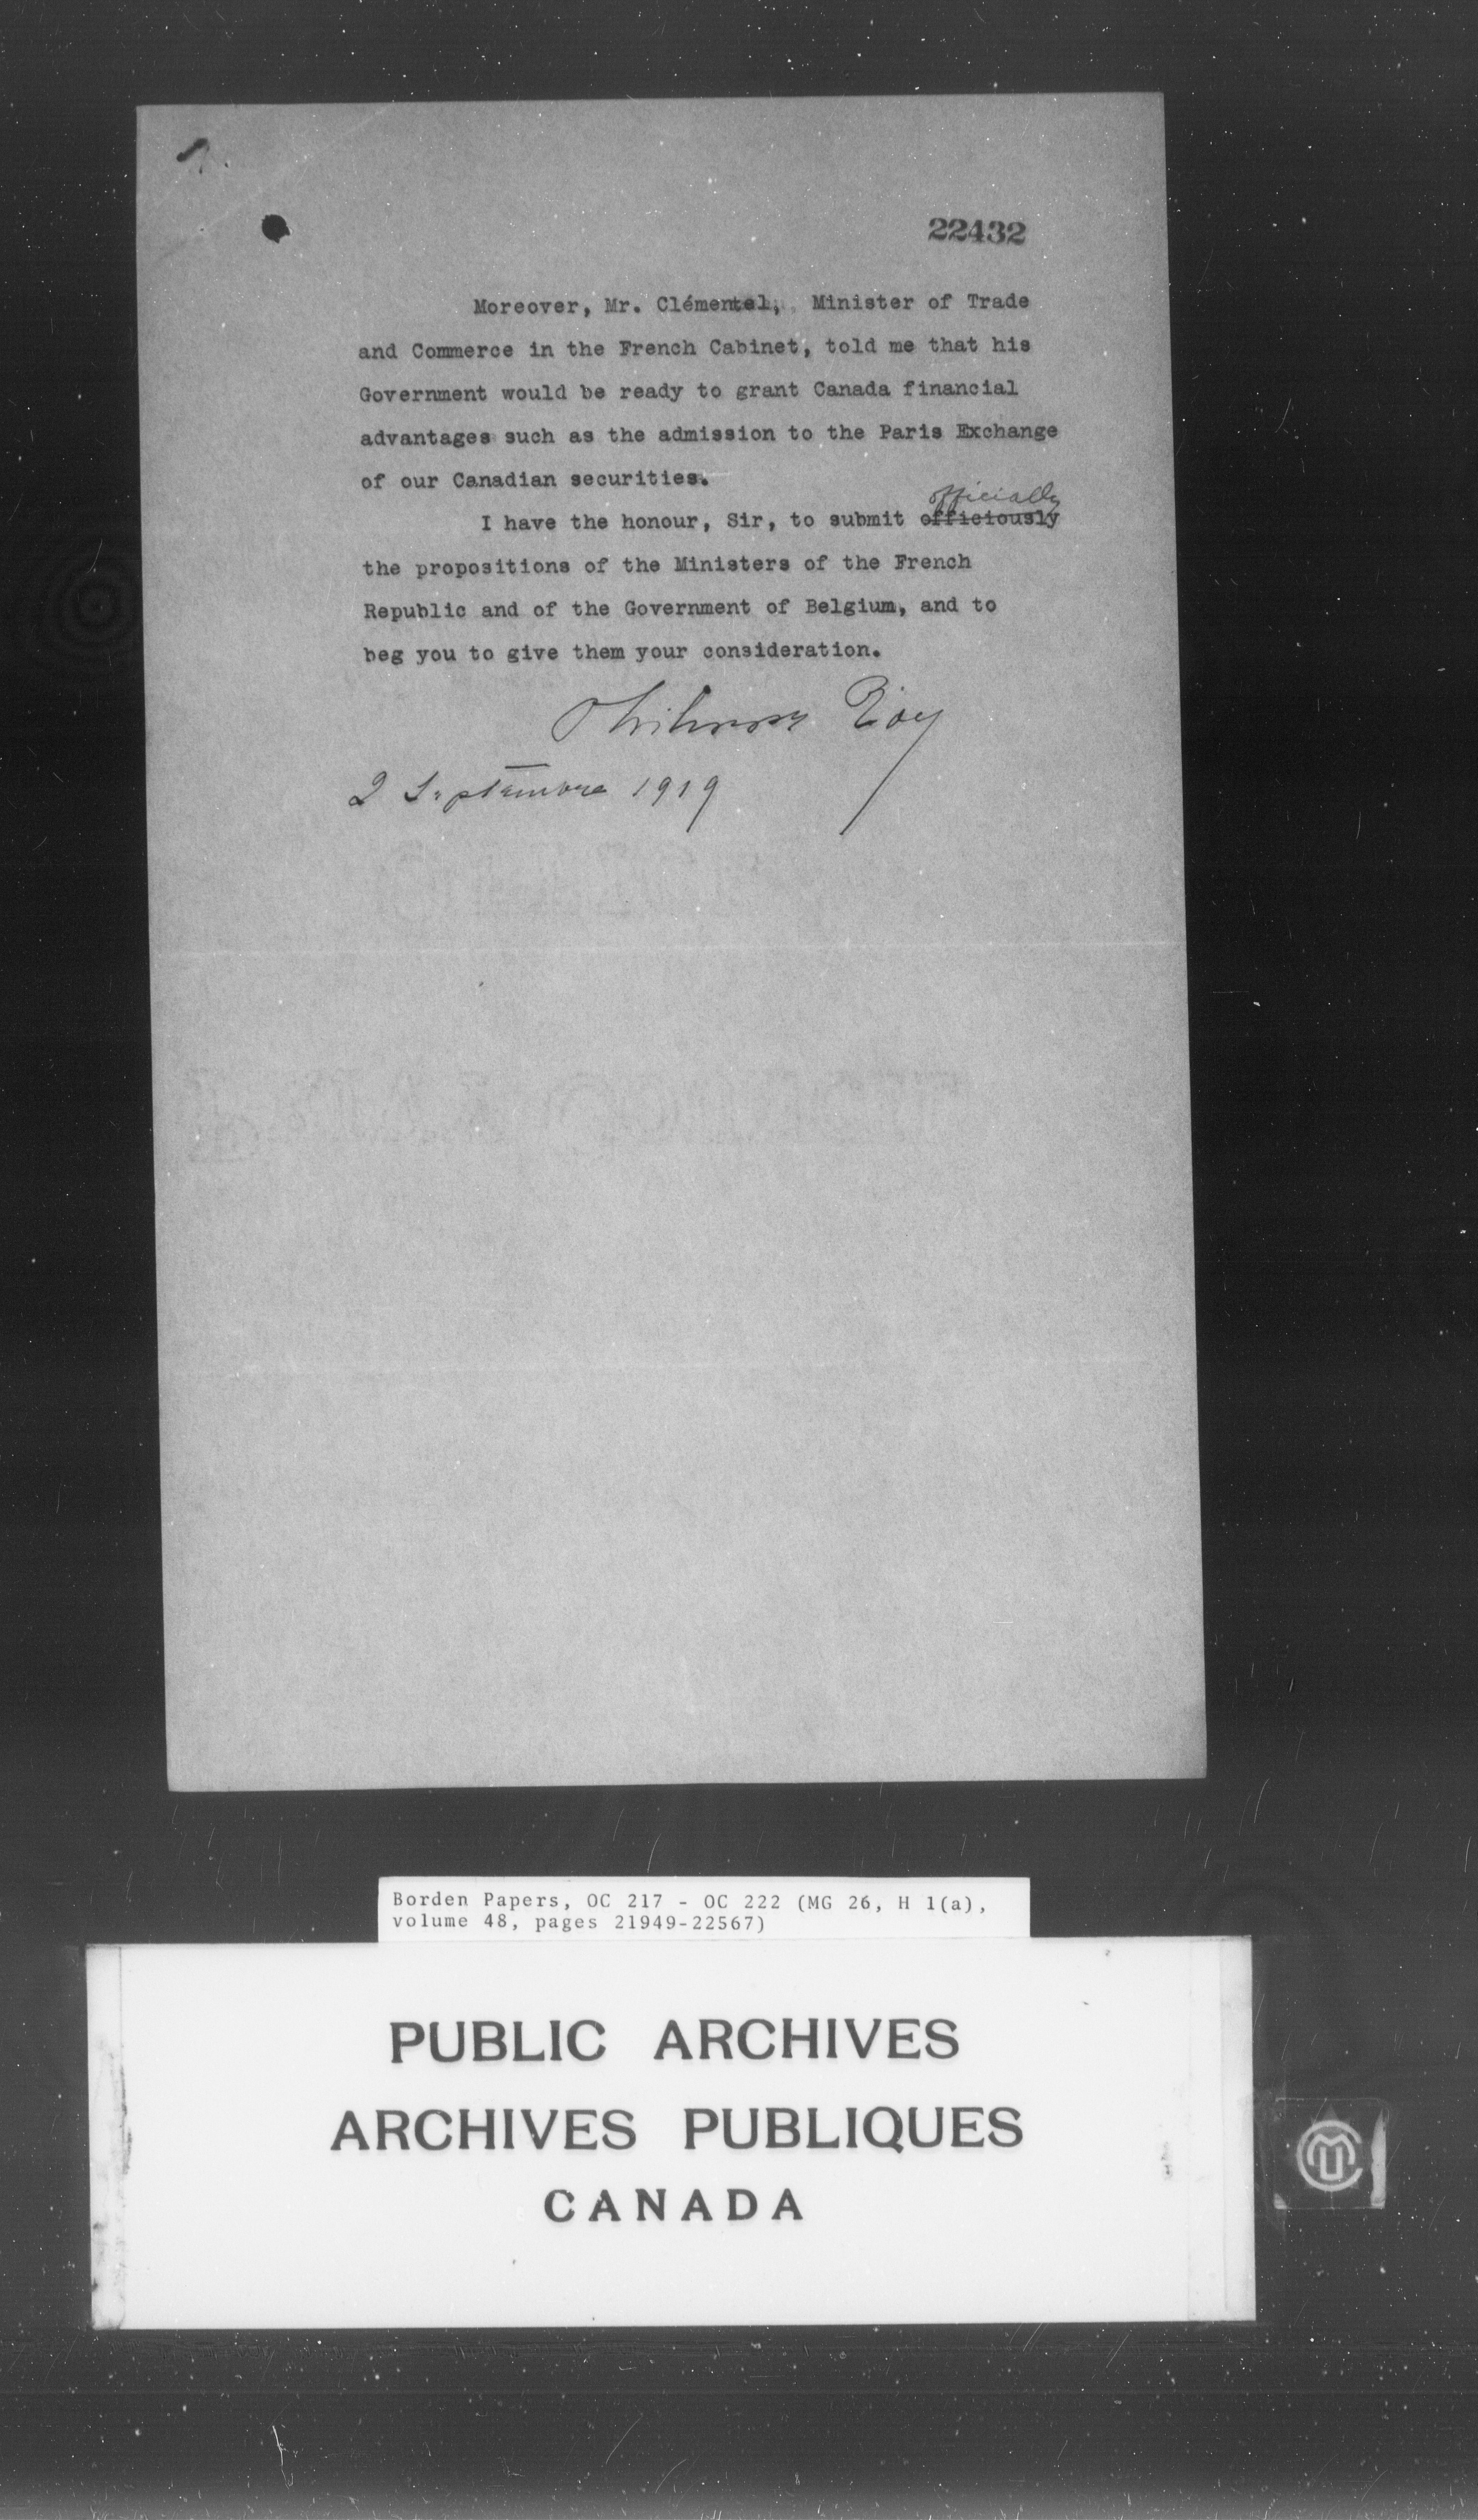 22432
Moreover, Mr. Clémentel, Minister of Trade
and Commerce in the French Cabinet, told me that his
Government would be ready to grant Canada financial
advantages such as the admission to the Paris Exchange
of our Canadian securities.
officially
I have the honour, Sir, to submit officiously
the propositions of the Ministers of the French
Republic and of the Government of Belgium, and to
beg you to give them your consideration.
Philippe Roy
2 Septembre 1919
Borden Papers, OC 217 - OC 222 (MG 26, H 1(a),
volume 48, pages 21949-22567)
PUBLIC ARCHIVES
ARCHIVES PUBLIQUES
CANADA